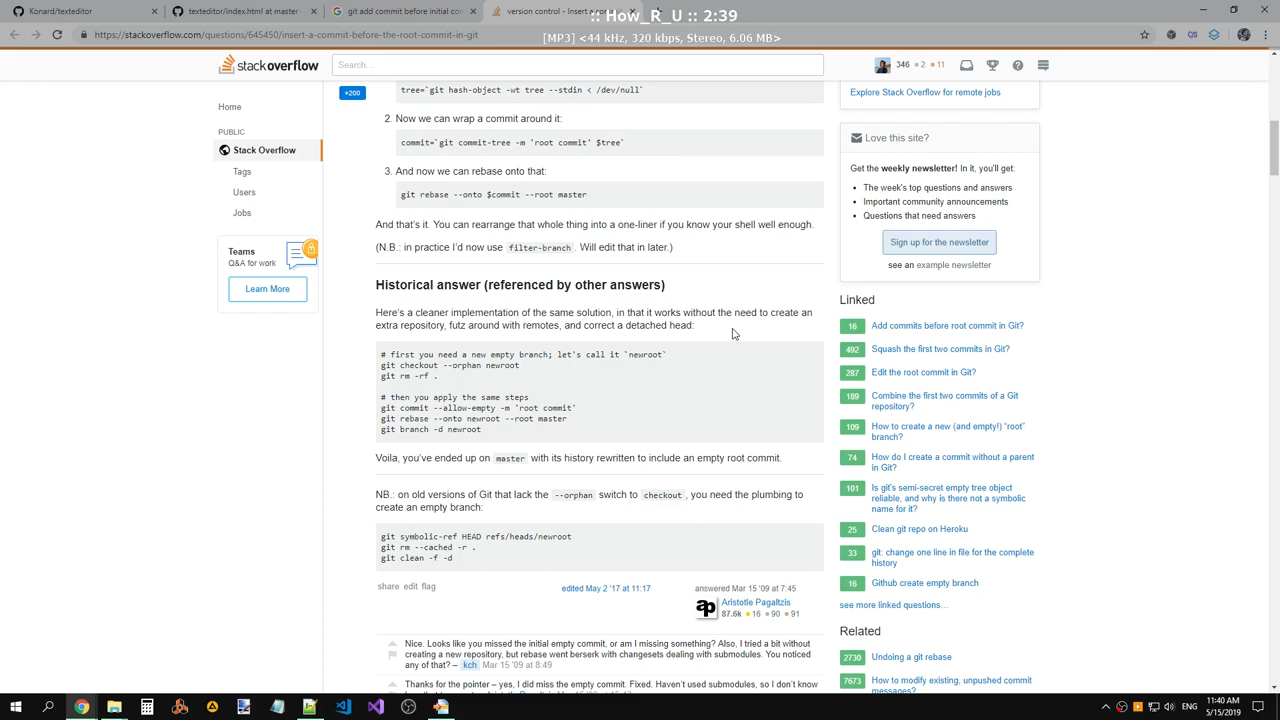 :: How_R_U :: 2:39
[MP3] <44 kHz, 320 kbps, Stereo, 6.06 MB>
Konard/texteditor
konard/texteditor
git commit before initial com
version control - Insert a com
https://stackoverflow.com/questions/645450/insert-a-commit-before-the-root-commit-in-git
stackoverflow
Search…
346 2 11
Home
PUBLIC
Stack Overflow
Tags
Users
Jobs
Teams
Q&A for work
Learn More
+200
tree=`git hash-object -wt tree --stdin < /dev/null`
2. Now we can wrap a commit around it:
commit=`git commit-tree -m 'root commit' $tree`
3. And now we can rebase onto that:
git rebase --onto $commit --root master
And that's it. You can rearrange that whole thing into a one-liner if you know your shell well enough.
(N.B.: in practice I'd now use filter-branch. Will edit that in later.)
Historical answer (referenced by other answers)
Here's a cleaner implementation of the same solution, in that it works without the need to create an
extra repository, futz around with remotes, and correct a detached head:
# first you need a new empty branch; let's call it `newroot`
git checkout --orphan newroot
git rm -rf .
# then you apply the same steps
git commit --allow-empty -m 'root commit'
git rebase --onto newroot --root master
git branch -d newroot
Voila, you've ended up on master with its history rewritten to include an empty root commit.
NB.: on old versions of Git that lack the --orphan switch to checkout, you need the plumbing to
create an empty branch:
git symbolic-ref HEAD refs/heads/newroot
git rm --cached -r .
git clean -f -d
share edit flag
edited May 2 '17 at 11:17
answered Mar 15 '09 at 7:45
ap
Aristotle Pagaltzis
87.6k 16 90 91
Nice. Looks like you missed the initial empty commit, or am I missing something? Also, I tried a bit without
creating a new repository, but rebase went berserk with changesets dealing with submodules. You noticed
any of that? – kch Mar 15 '09 at 8:49
Thanks for the pointer – yes, I did miss the empty commit. Fixed. Haven't used submodules, so I don't know
Explore Stack Overflow for remote jobs
Love this site?
Get the weekly newsletter! In it, you'll get:
The week's top questions and answers
Important community announcements
Questions that need answers
Sign up for the newsletter
see an example newsletter
Linked
16 Add commits before root commit in Git?
492 Squash the first two commits in Git?
287 Edit the root commit in Git?
189 Combine the first two commits of a Git
repository?
109 How to create a new (and empty!) “root”
branch?
74 How do I create a commit without a parent
in Git?
101 Is git's semi-secret empty tree object
reliable, and why is there not a symbolic
name for it?
25 Clean git repo on Heroku
33 git: change one line in file for the complete
history
16 Github create empty branch
see more linked questions…
Related
2730 Undoing a git rebase
7673 How to modify existing, unpushed commit
messages?
ENG
11:40 AM
5/15/2019